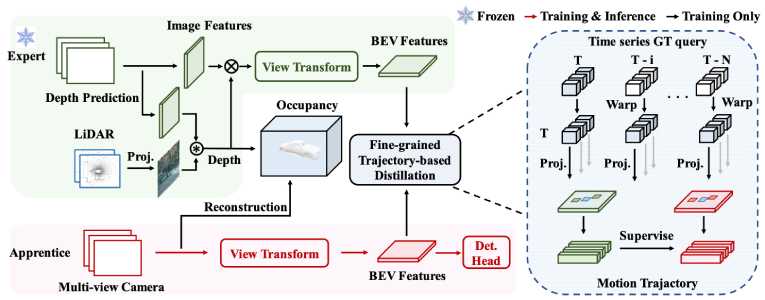 Frozen
Training & Inference
Training Only
Expert
Image Features
BEV Features
View Transform
Depth Prediction
LiDAR
Proj.
Depth
Occupancy
Fine-grained
Trajectory-based
Distillation
Reconstruction
Apprentice
Multi-view Camera
View Transform
BEV Features
Det.
Head
Time series GT query
T
T - i
T - N
. . .
Warp
Warp
T
Proj.
Proj.
Proj.
Supervise
Motion Trajactory